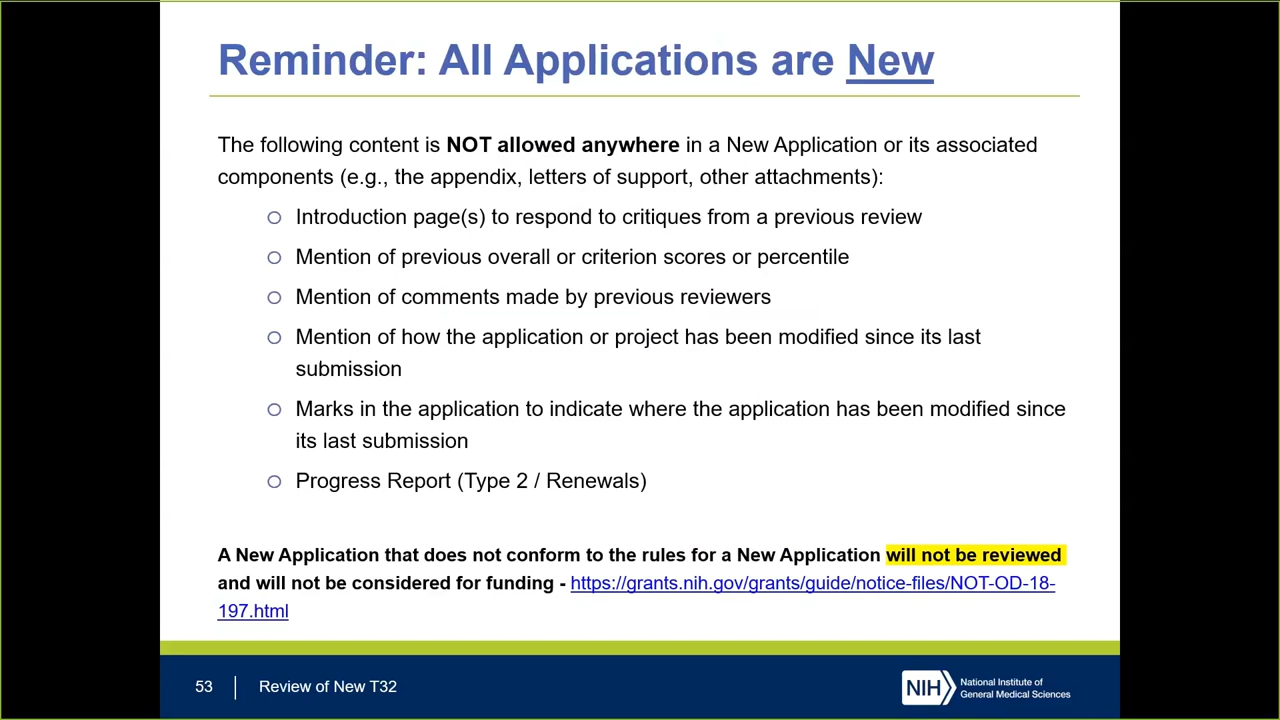 Reminder: All Applications are New
The following content is NOT allowed anywhere in a New Application or its associated
components (e.g., the appendix, letters of support, other attachments):
Introduction page(s) to respond to critiques from a previous review
Mention of previous overall or criterion scores or percentile
Mention of comments made by previous reviewers
Mention of how the application or project has been modified since its last
submission
Marks in the application to indicate where the application has been modified since
its last submission
Progress Report (Type 2 / Renewals)
A New Application that does not conform to the rules for a New Application will not be reviewed
and will not be considered for funding - https://grants.nih.gov/grants/guide/notice-files/NOT-OD-18-
197.html
53
Review of New T32
NIH
National Institute of
General Medical Sciences